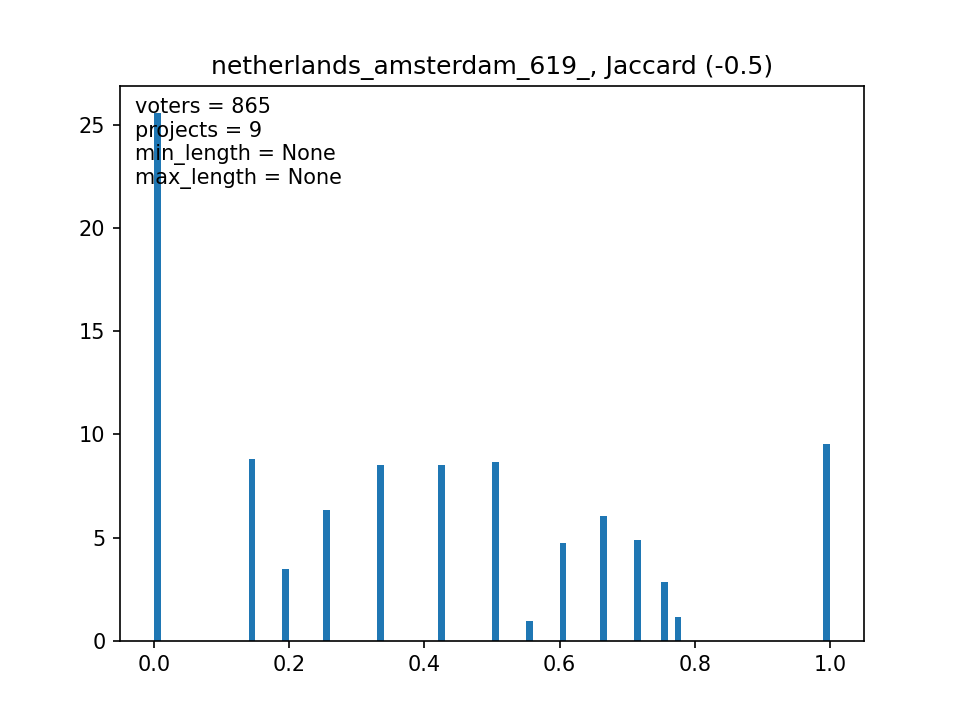 netherlands_amsterdam_619_, Jaccard (-0.5)
voters = 865
projects = 9
min_length = None
max_length = None
25
20
15
10
5
0
0.0 0.2 0.4 0.6 0.8 1.0